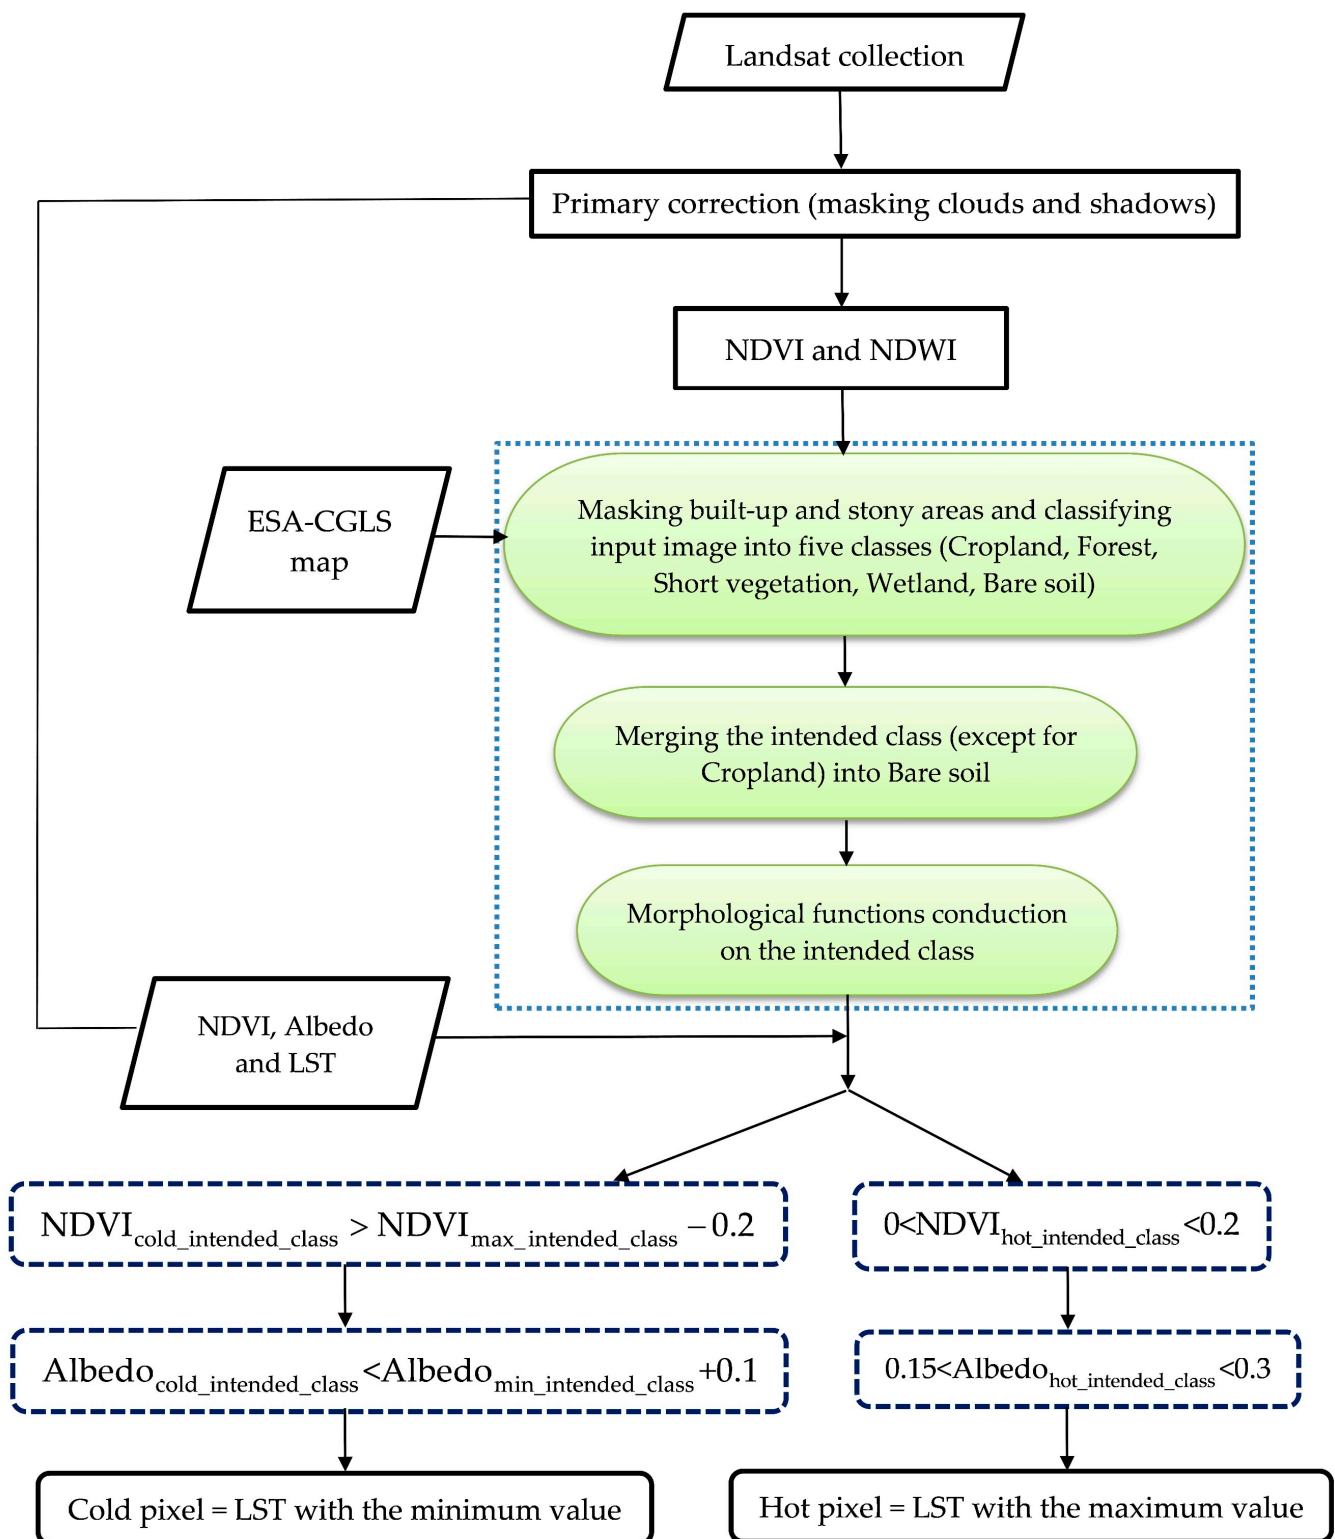 Landsat collection
Primary correction (masking clouds and shadows)
NDVI and NDWI
ESA-CGLS
map
Masking built-up and stony areas and classifying
input image into five classes (Cropland, Forest,
Short vegetation, Wetland, Bare soil)
Merging the intended class (except for
Cropland) into Bare soil
Morphological functions conduction
on the intended class
NDVI, Albedo
and LST
NDVIcold_intended_class > NDVImax_intended_class – 0.2
0<NDVIhot_intended_class<0.2
Albedocold_intended_class<Albedomin_intended_class+0.1
0.15<Albedohot_intended_class<0.3
Cold pixel = LST with the minimum value
Hot pixel = LST with the maximum value